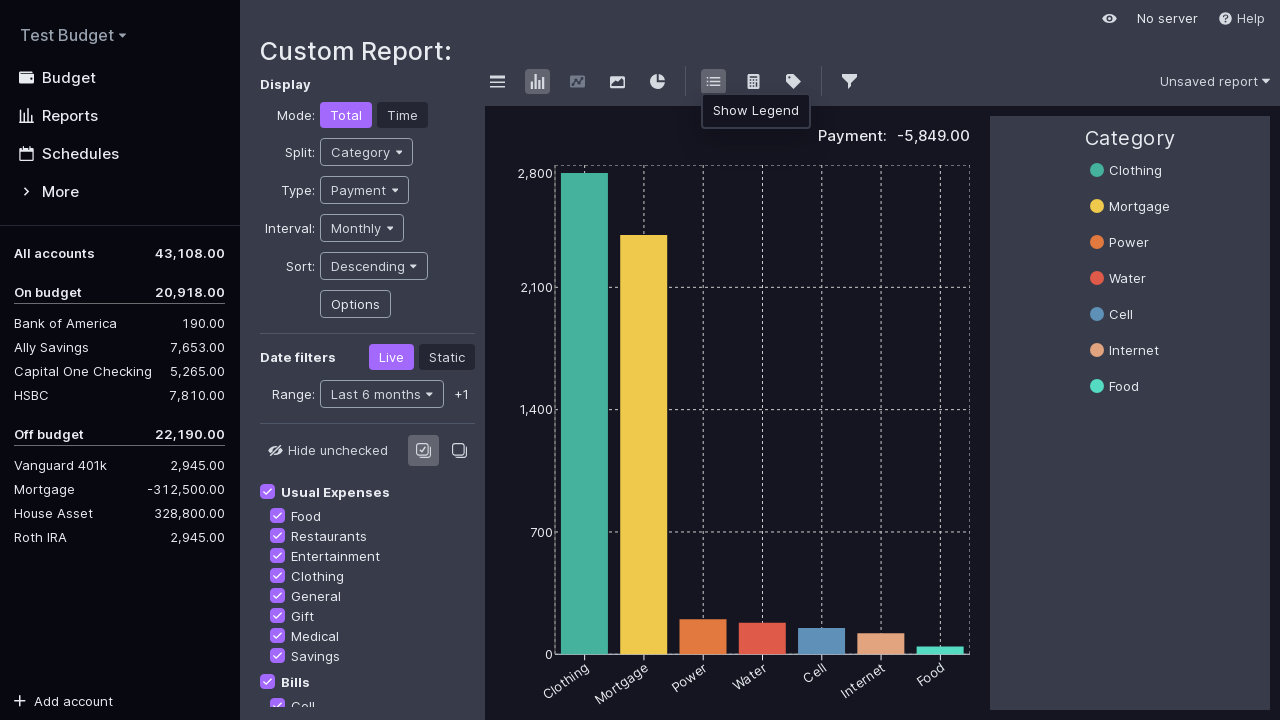 Test Budget
Budget
Reports
Schedules
More
All accounts 43,108.00
On budget 20,918.00
Bank of America 190.00
Ally Savings 7,653.00
Capital One Checking 5,265.00
HSBC 7,810.00
Off budget 22,190.00
Vanguard 401k 2,945.00
Mortgage -312,500.00
House Asset 328,800.00
Roth IRA 2,945.00
Add account
No server
Help
Custom Report:
Display
Mode: Total Time
Split: Category
Type: Payment
Interval: Monthly
Sort: Descending
Options
Date filters Live Static
Range: Last 6 months +1
Hide unchecked
Usual Expenses
Food
Restaurants
Entertainment
Clothing
General
Gift
Medical
Savings
Bills
Cell
Unsaved report
Show Legend
Payment: -5,849.00
2,800
2,100
1,400
700
0
Clothing
Mortgage
Power
Water
Cell
Internet
Food
Category
Clothing
Mortgage
Power
Water
Cell
Internet
Food